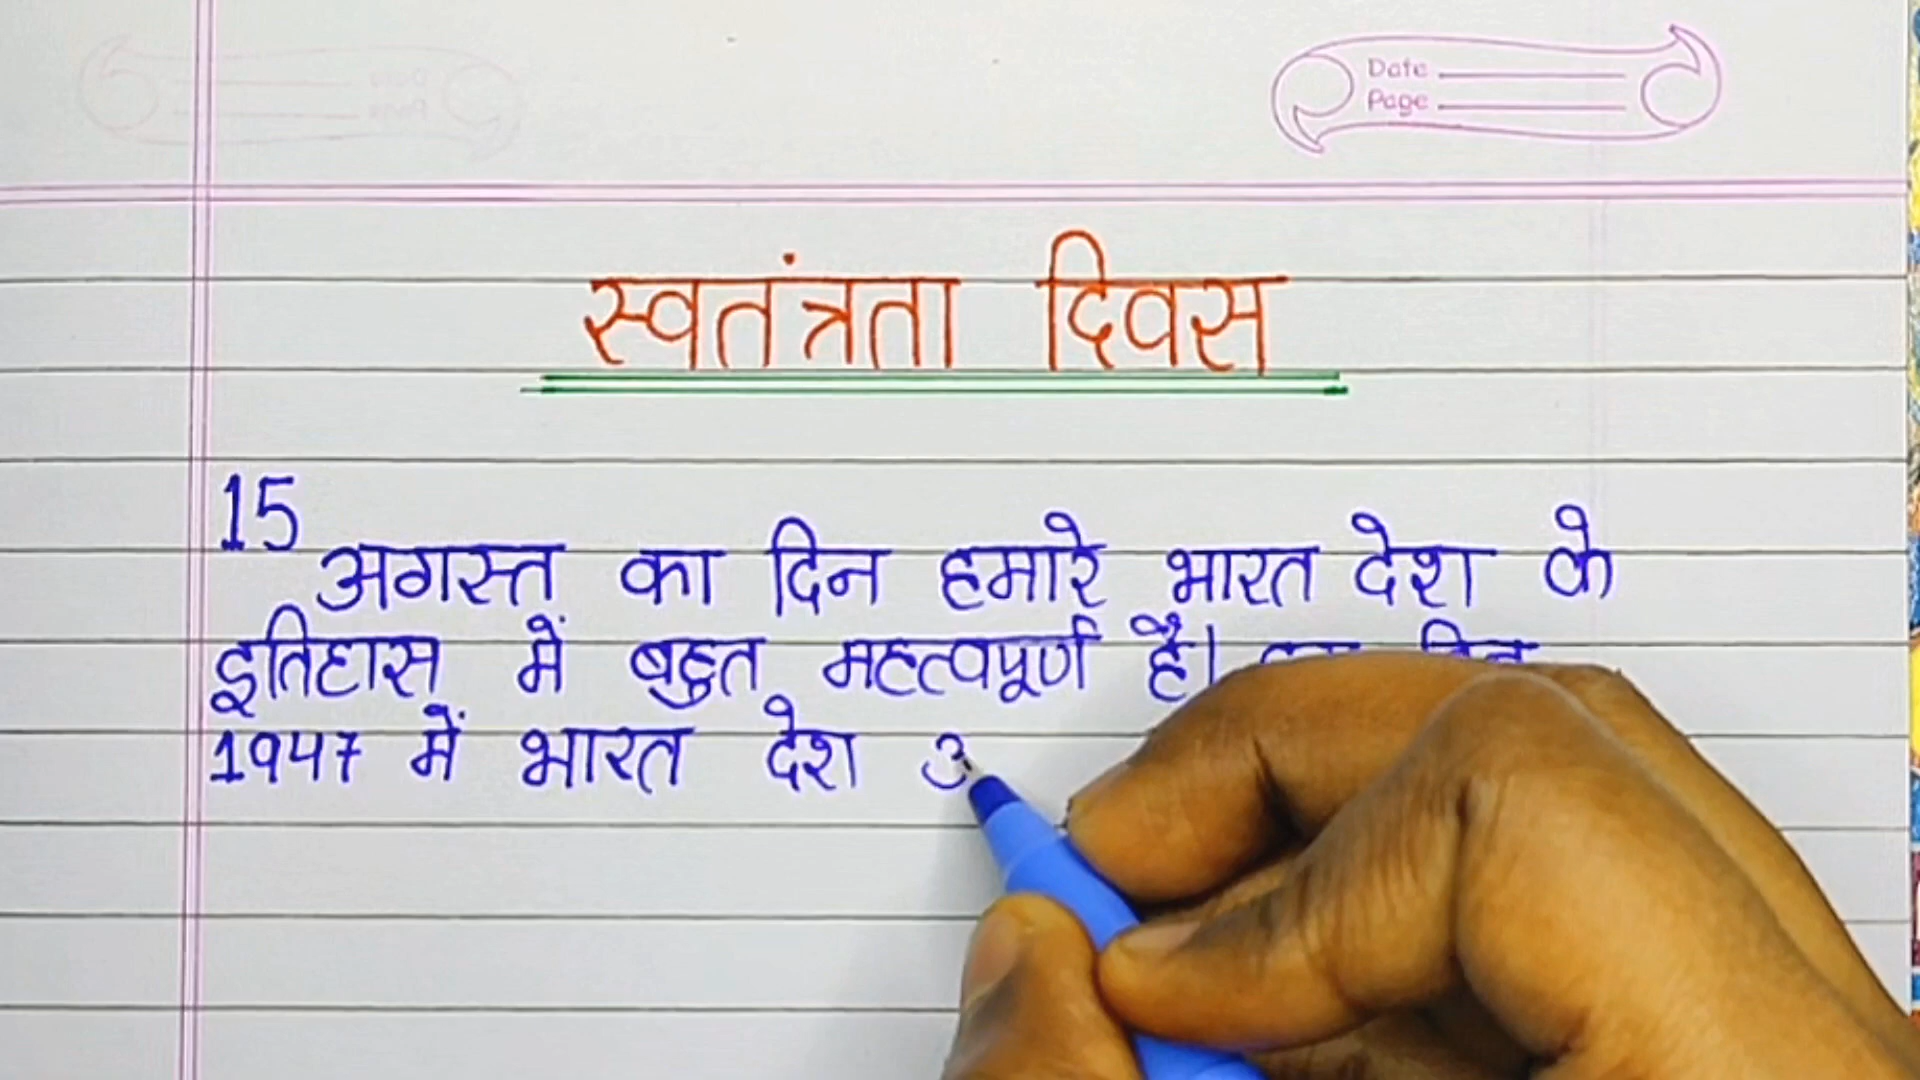 Date
Page
स्वतंत्रता दिवस
15 अगस्त का दिन हमारे भारत देश के
इतिहास में बहुत महत्वपूर्ण है।
1947 में भारत देश